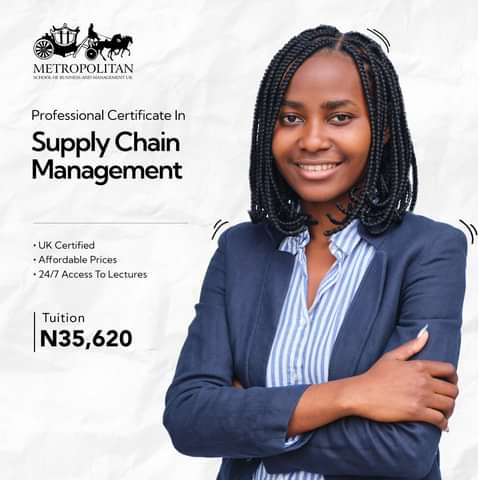 METROPOLITAN
SCHOOL OF BUSINESS AND MANAGEMENT UK
Professional Certificate In
Supply Chain
Management
• UK Certified
• Affordable Prices
• 24/7 Access To Lectures
Tuition
N35,620